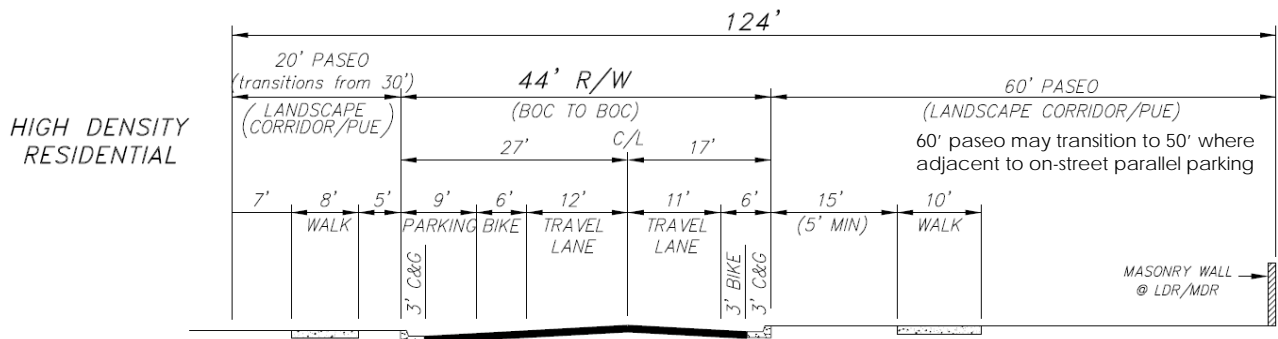 124'
20' PASEO
(transitions from 30')
(LANDSCAPE
CORRIDOR/PUE)
44' R/W
(BOC TO BOC)
60' PASEO
(LANDSCAPE CORRIDOR/PUE)
60' paseo may transition to 50' where
adjacent to on-street parallel parking
HIGH DENSITY
RESIDENTIAL
27'
C/L
17'
7'
8'
WALK
5'
9'
PARKING
6'
BIKE
12'
TRAVEL
LANE
11'
TRAVEL
LANE
6'
15'
(5' MIN)
10'
WALK
3' C&G
3' BIKE
3' C&G
MASONRY WALL
@ LDR/MDR